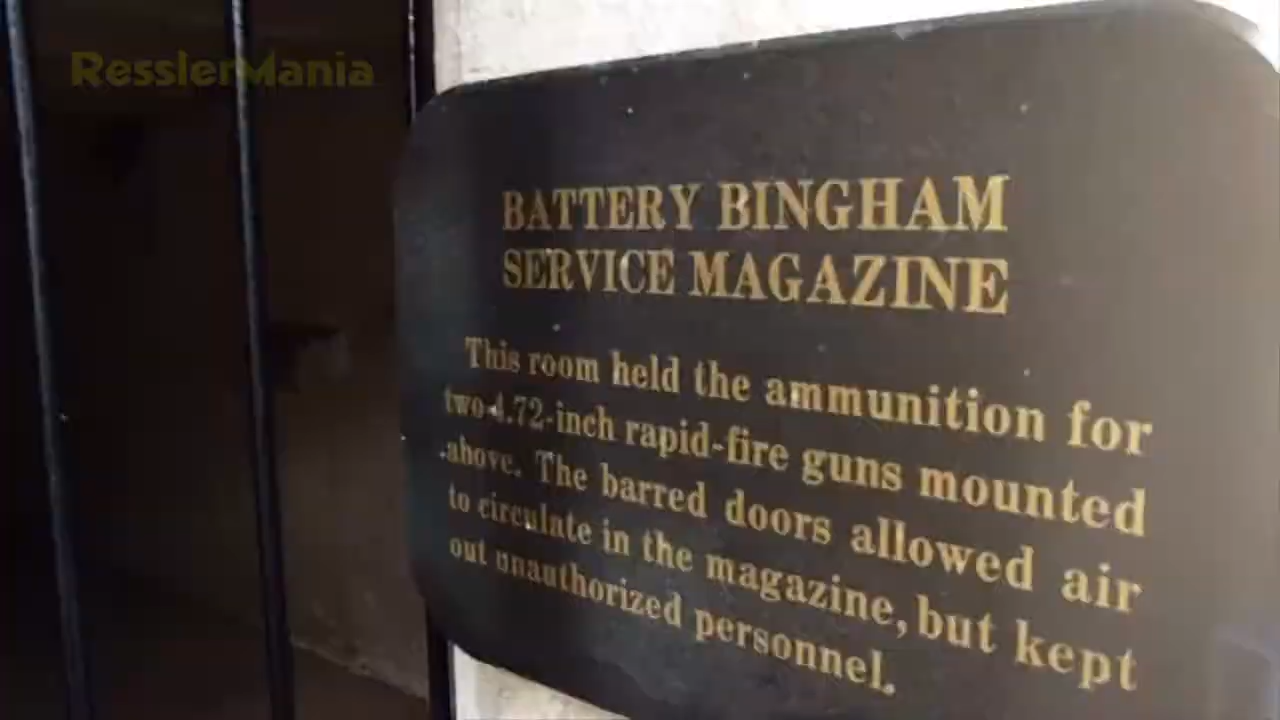 ResslerMania
BATTERY BINGHAM
SERVICE MAGAZINE
This room held the ammunition for
two 4.72-inch rapid-fire guns mounted
above. The barred doors allowed air
to circulate in the magazine, but kept
out unauthorized personnel.